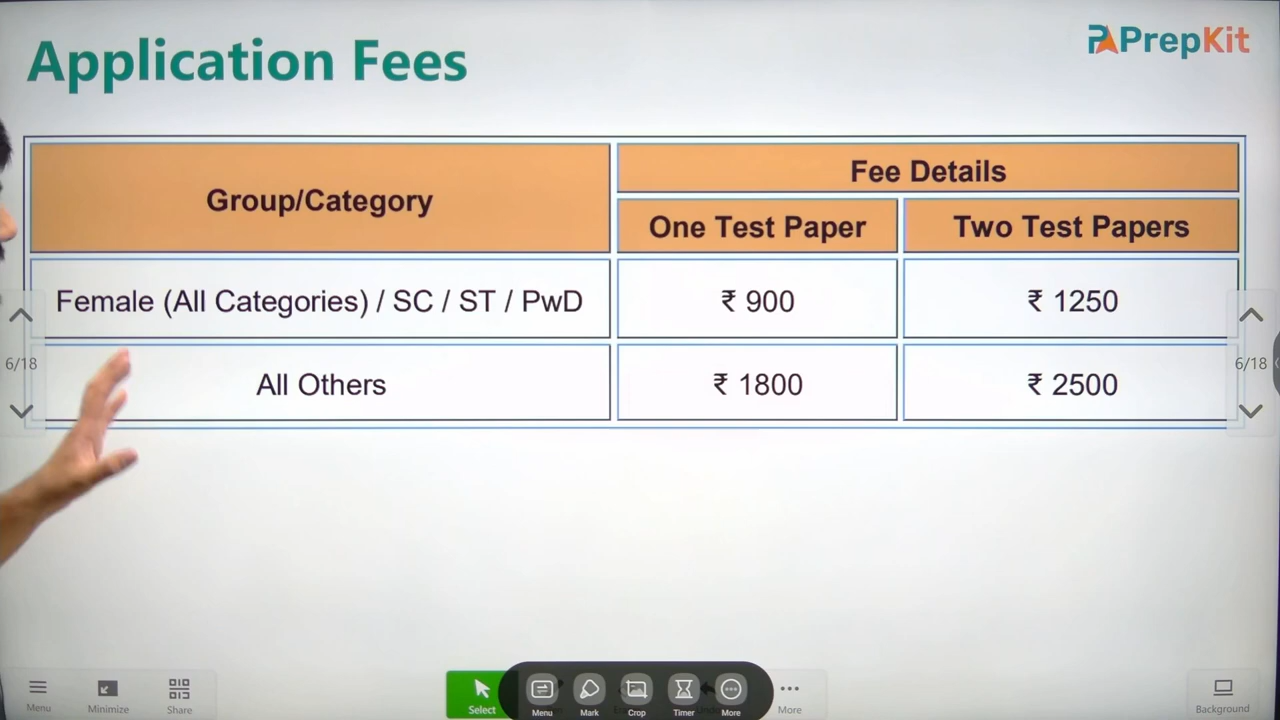 Application Fees
PrepKit
Group/Category
Fee Details
One Test Paper
Two Test Papers
Female (All Categories) / SC / ST / PwD
₹ 900
₹ 1250
All Others
₹ 1800
₹ 2500
6/18
6/18
Menu
Minimize
Share
Select
Menu
Mark
Crop
Timer
More
More
Background